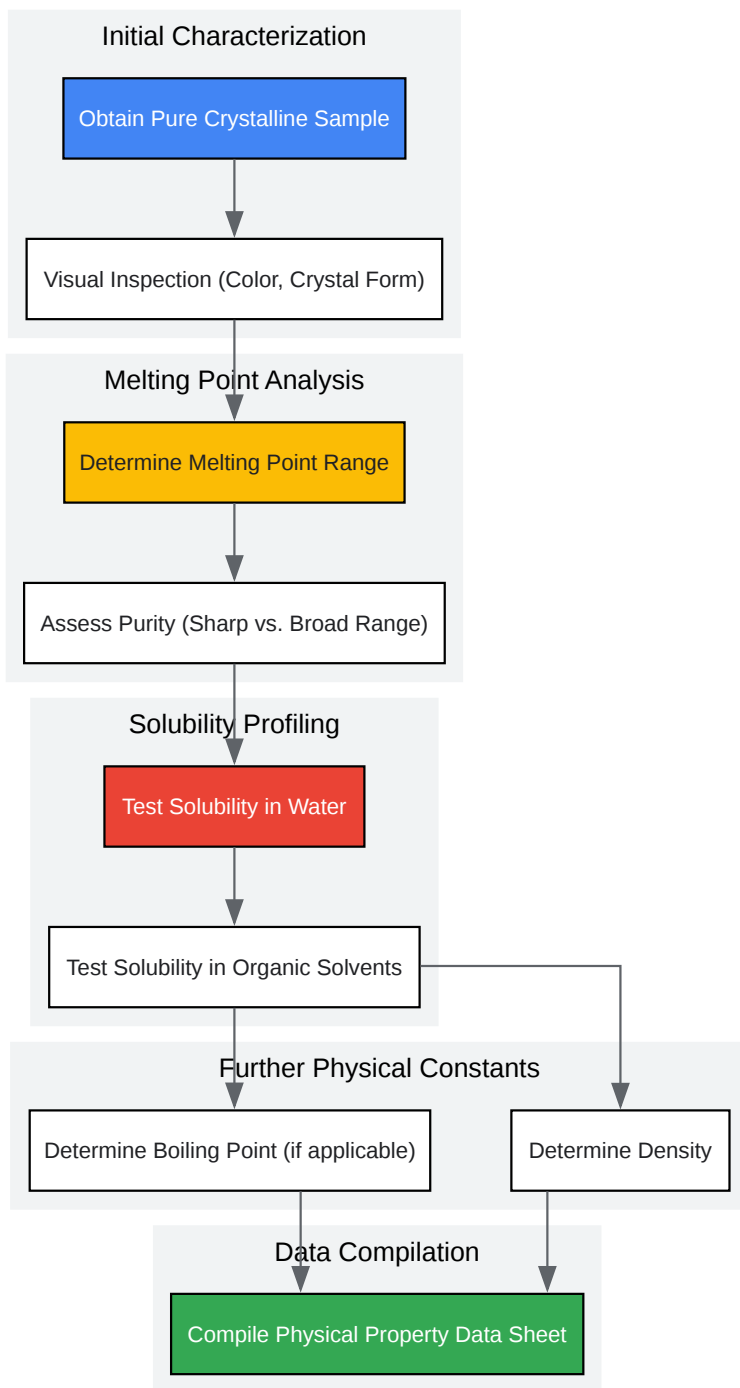 Initial Characterization
Obtain Pure Crystalline Sample
Visual Inspection (Color, Crystal Form)
Melting Point Analysis
Determine Melting Point Range
Assess Purity (Sharp vs. Broad Range)
Solubility Profiling
Test Solubility in Water
Test Solubility in Organic Solvents
Further Physical Constants
Determine Boiling Point (if applicable)
Determine Density
Data Compilation
Compile Physical Property Data Sheet